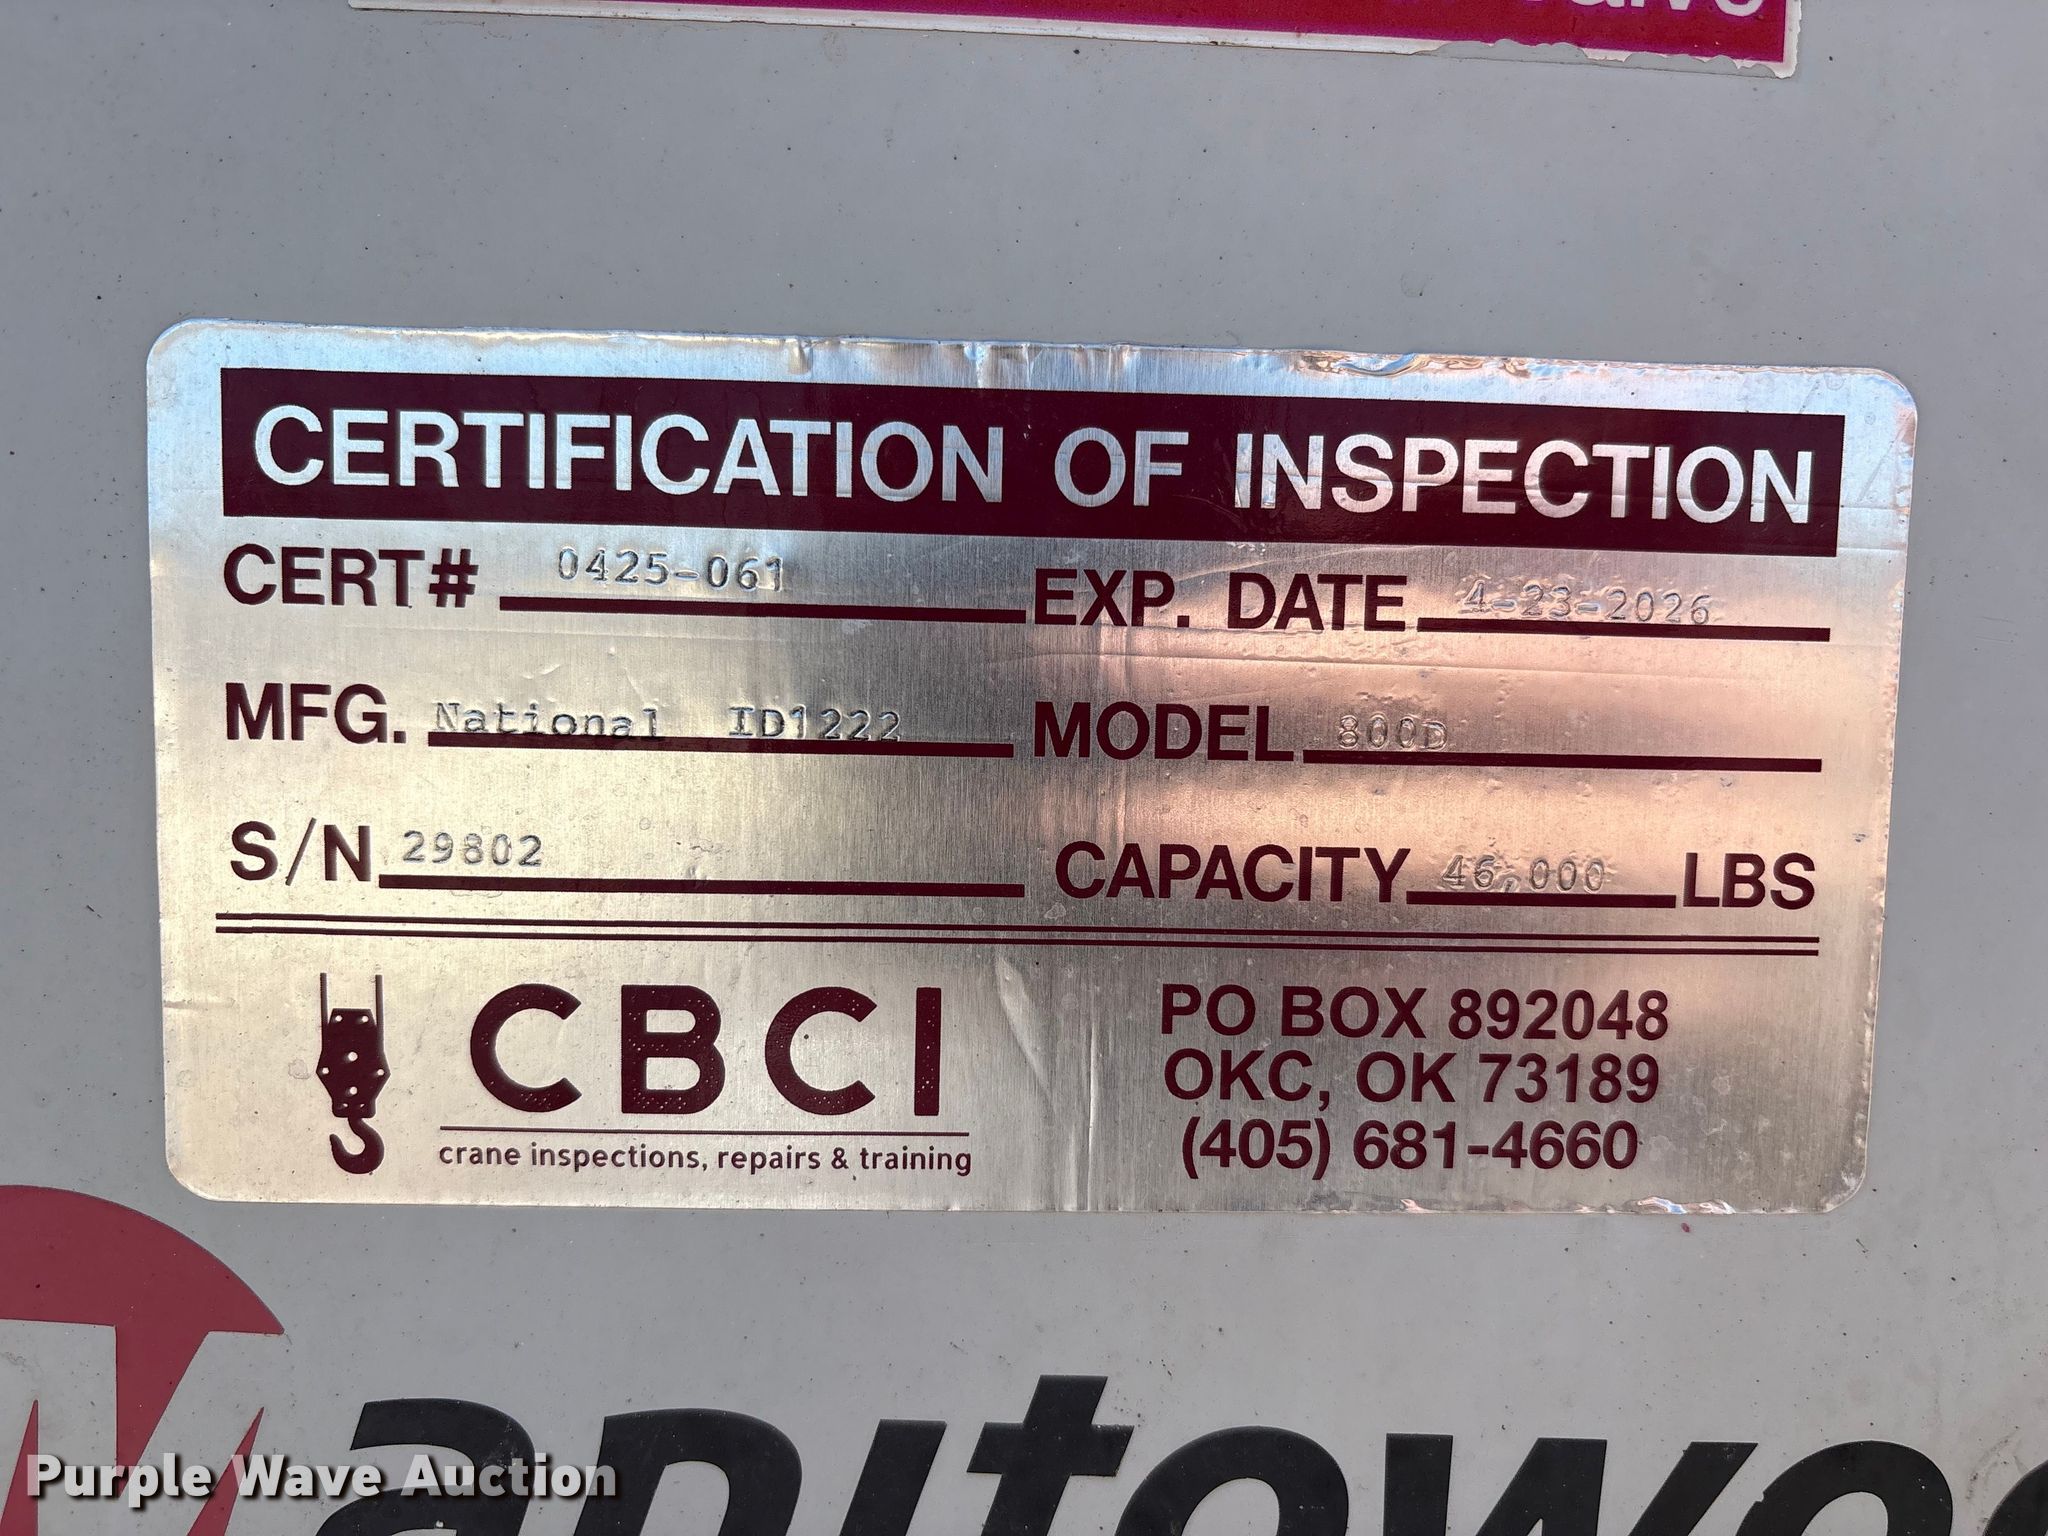 CERTIFICATION OF INSPECTION
CERT# 0425-061 EXP. DATE 4-23-2026
MFG. National ID1222 MODEL 800D
S/N 29802 CAPACITY 46,000 LBS
CBCI
crane inspections, repairs & training
PO BOX 892048
OKC, OK 73189
(405) 681-4660
Manitowoc
Purple Wave Auction